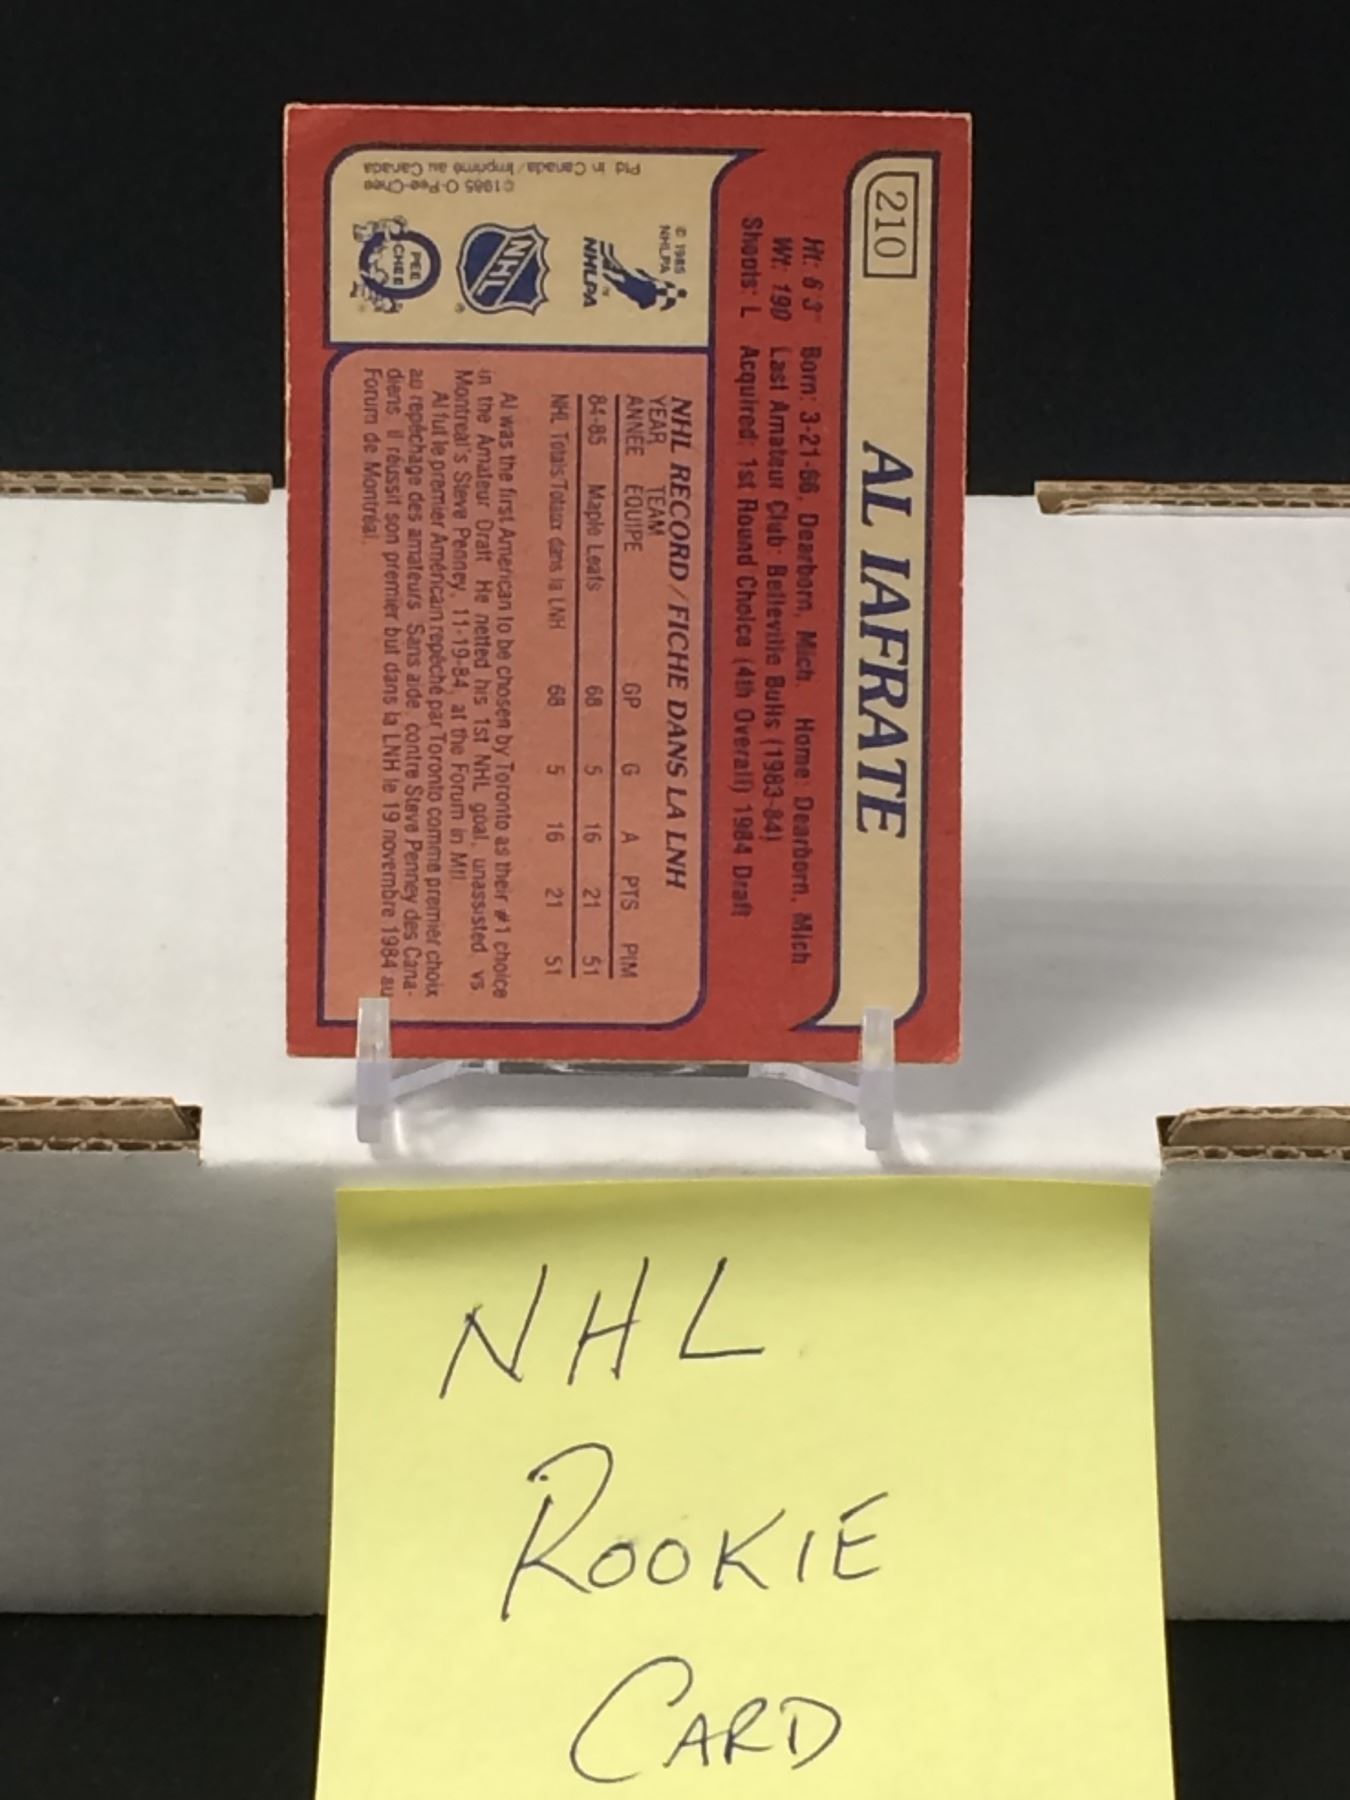 210
AL IAFRATE
Ht: 6'3" Born: 3-21-66, Dearborn, Mich. Home: Dearborn, Mich
Wt: 190 Last Amateur Club: Belleville Bulls (1983-84)
Shoots: L Acquired: 1st Round Choice (4th Overall) 1984 Draft
© 1985
NHLPA
NHLPA
TM
NHL
®
O
PEE
CHEE
©1985 O-Pee-Chee
Ptd. in Canada/Imprimé au Canada
NHL RECORD/FICHE DANS LA LNH
YEAR TEAM
ANNÉE ÉQUIPE GP G A PTS PIM
84-85 Maple Leafs 68 5 16 21 51
NHL Totals Totaux dans la LNH 68 5 16 21 51
Al was the first American to be chosen by Toronto as their #1 choice
in the Amateur Draft. He netted his 1st NHL goal, unassisted, vs.
Montreal's Steve Penney, 11-19-84, at the Forum in Mtl.
Al fut le premier Américain repêché par Toronto comme premier choix
au repêchage des amateurs. Sans aide, contre Steve Penney des Cana-
diens, il réussit son premier but dans la LNH le 19 novembre 1984 au
Forum de Montréal.
NHL
ROOKIE
CARD